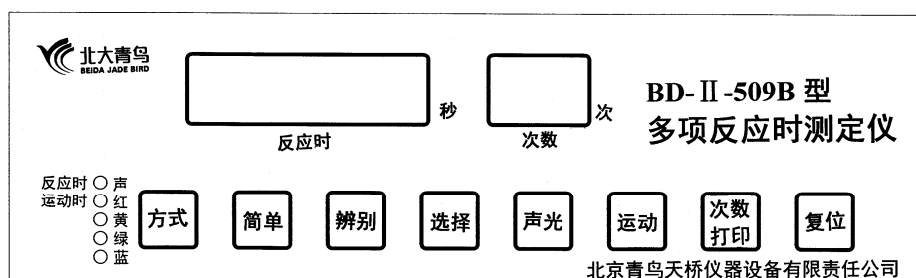 北大青鸟
BEIDA JADE BIRD
秒
次
反应时
次数
BD-Ⅱ-509B 型
多项反应时测定仪
反应时 声
运动时 红
黄
绿
蓝
方式
简单
辨别
选择
声光
运动
次数
打印
复位
北京青鸟天桥仪器设备有限责任公司